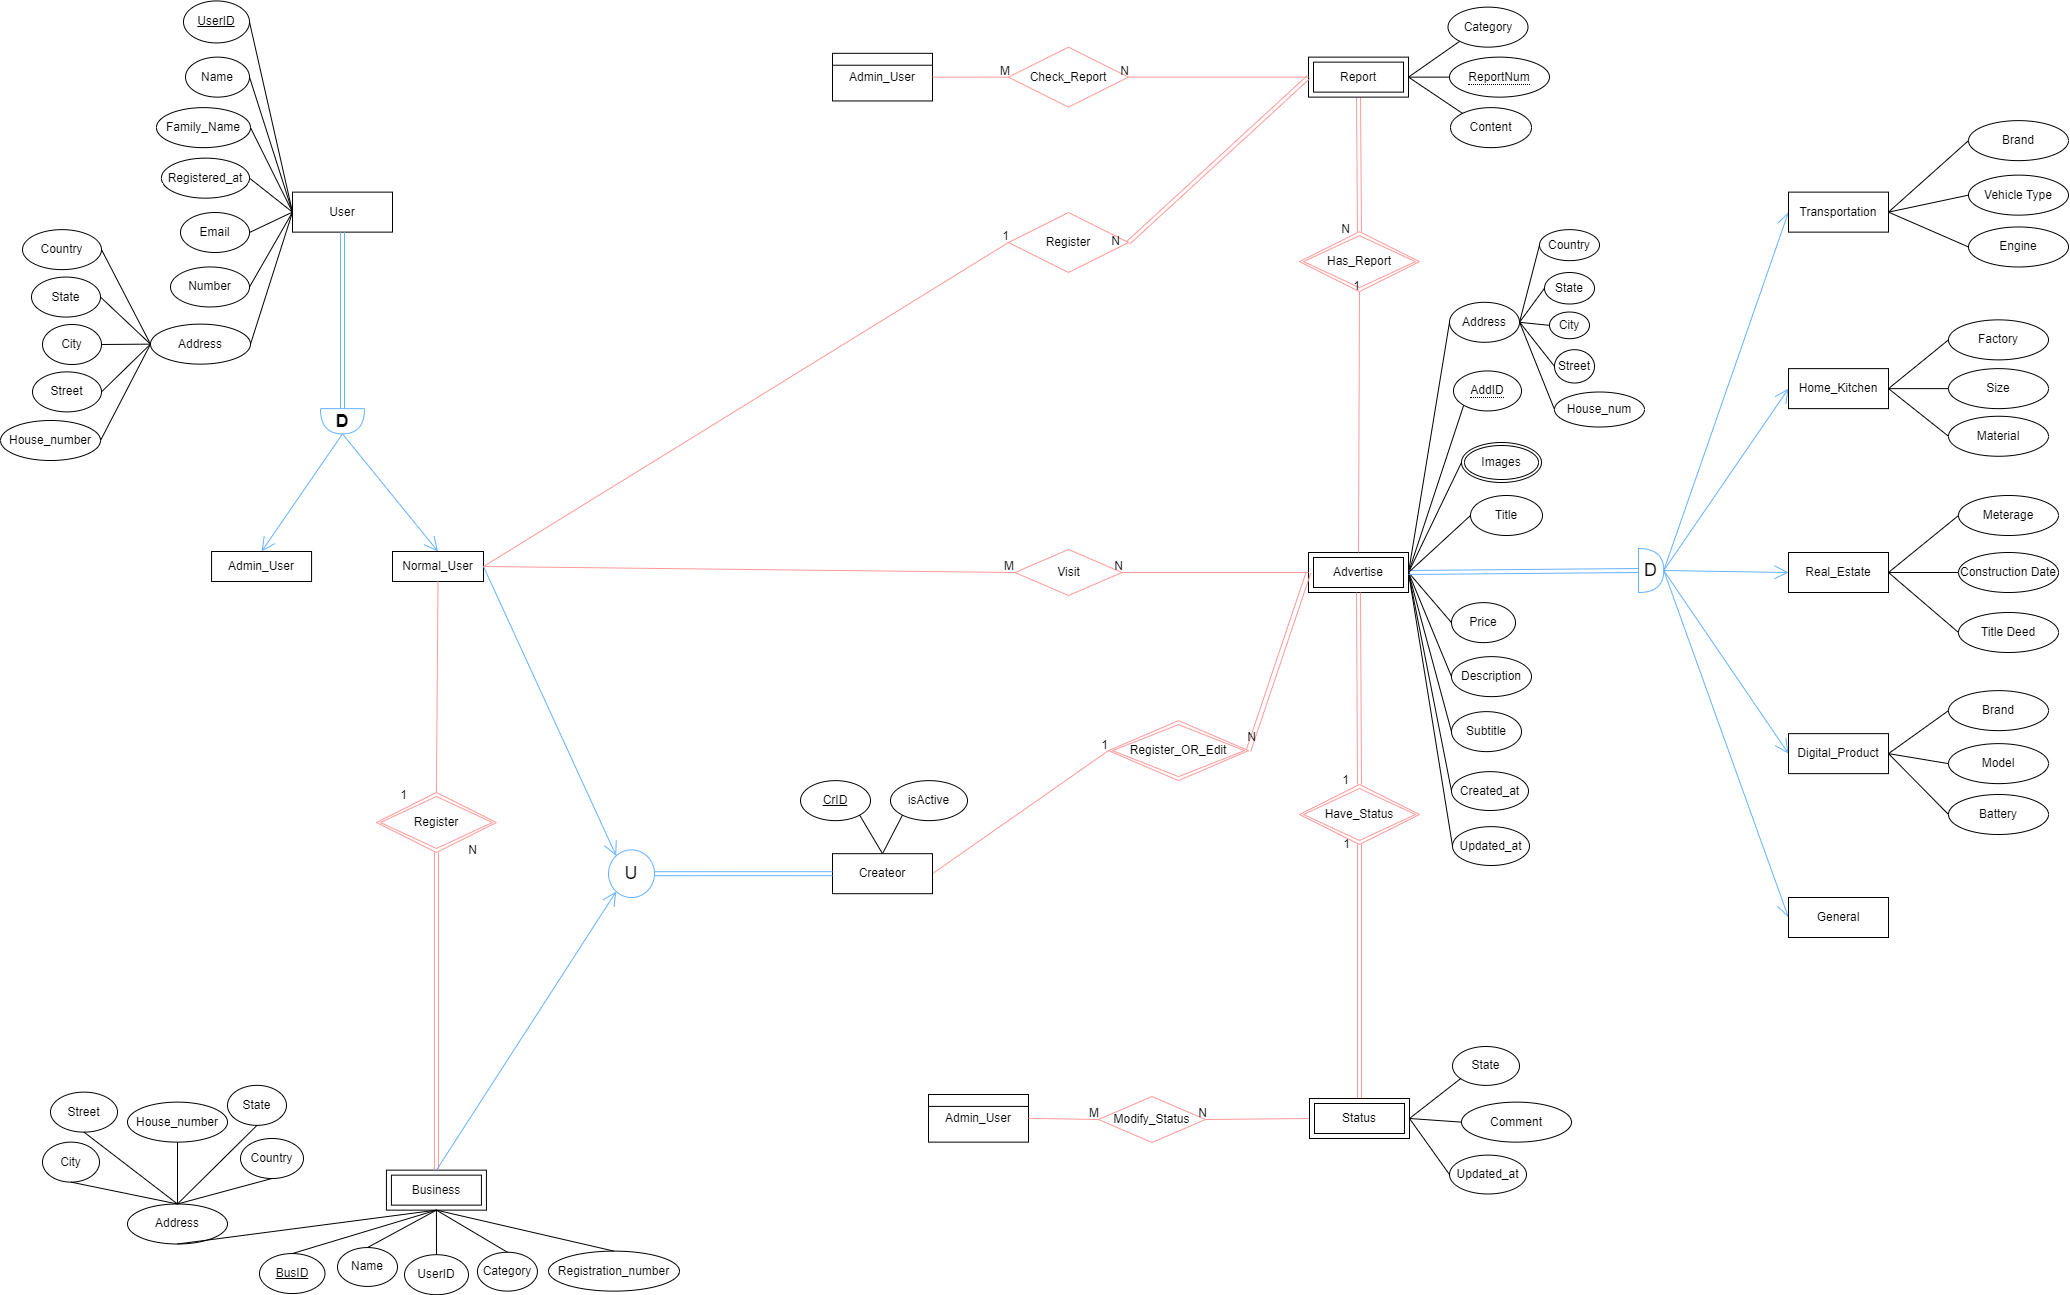 UserID
Name
Family_Name
Registered_at
Email
Number
Address
Country
State
City
Street
House_number
User
D
Admin_User
Normal_User
Admin_User
M
Check_Report
N
Report
Category
ReportNum
Content
1
Register
N
N
Has_Report
1
Address
Country
State
City
Street
House_num
AddID
Images
Title
M
Visit
N
Advertise
Price
Description
Subtitle
Created_at
Updated_at
D
Transportation
Brand
Vehicle Type
Engine
Home_Kitchen
Factory
Size
Material
Real_Estate
Meterage
Construction Date
Title Deed
Digital_Product
Brand
Model
Battery
General
1
Register
N
U
CrID
isActive
Createor
1
Register_OR_Edit
N
1
Have_Status
1
Admin_User
M
Modify_Status
N
Status
State
Comment
Updated_at
Street
House_number
State
City
Country
Address
Business
BusID
Name
UserID
Category
Registration_number